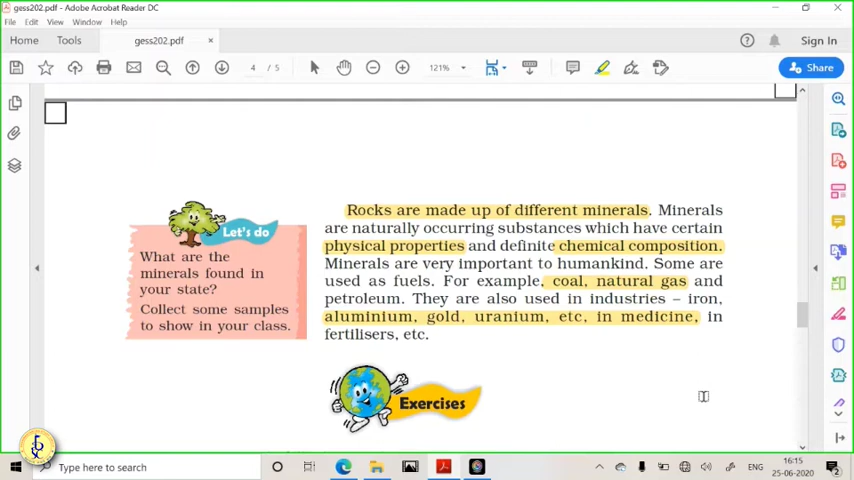 gess202.pdf - Adobe Acrobat Reader DC
File Edit View Window Help
Home Tools gess202.pdf × Sign In
4 / 5 121% Share
Rocks are made up of different minerals. Minerals
are naturally occurring substances which have certain
physical properties and definite chemical composition.
Minerals are very important to humankind. Some are
used as fuels. For example, coal, natural gas and
petroleum. They are also used in industries – iron,
aluminium, gold, uranium, etc, in medicine, in
fertilisers, etc.
Let's do
What are the
minerals found in
your state?
Collect some samples
to show in your class.
Exercises
Type here to search
ENG
16:15
25-06-2020
2